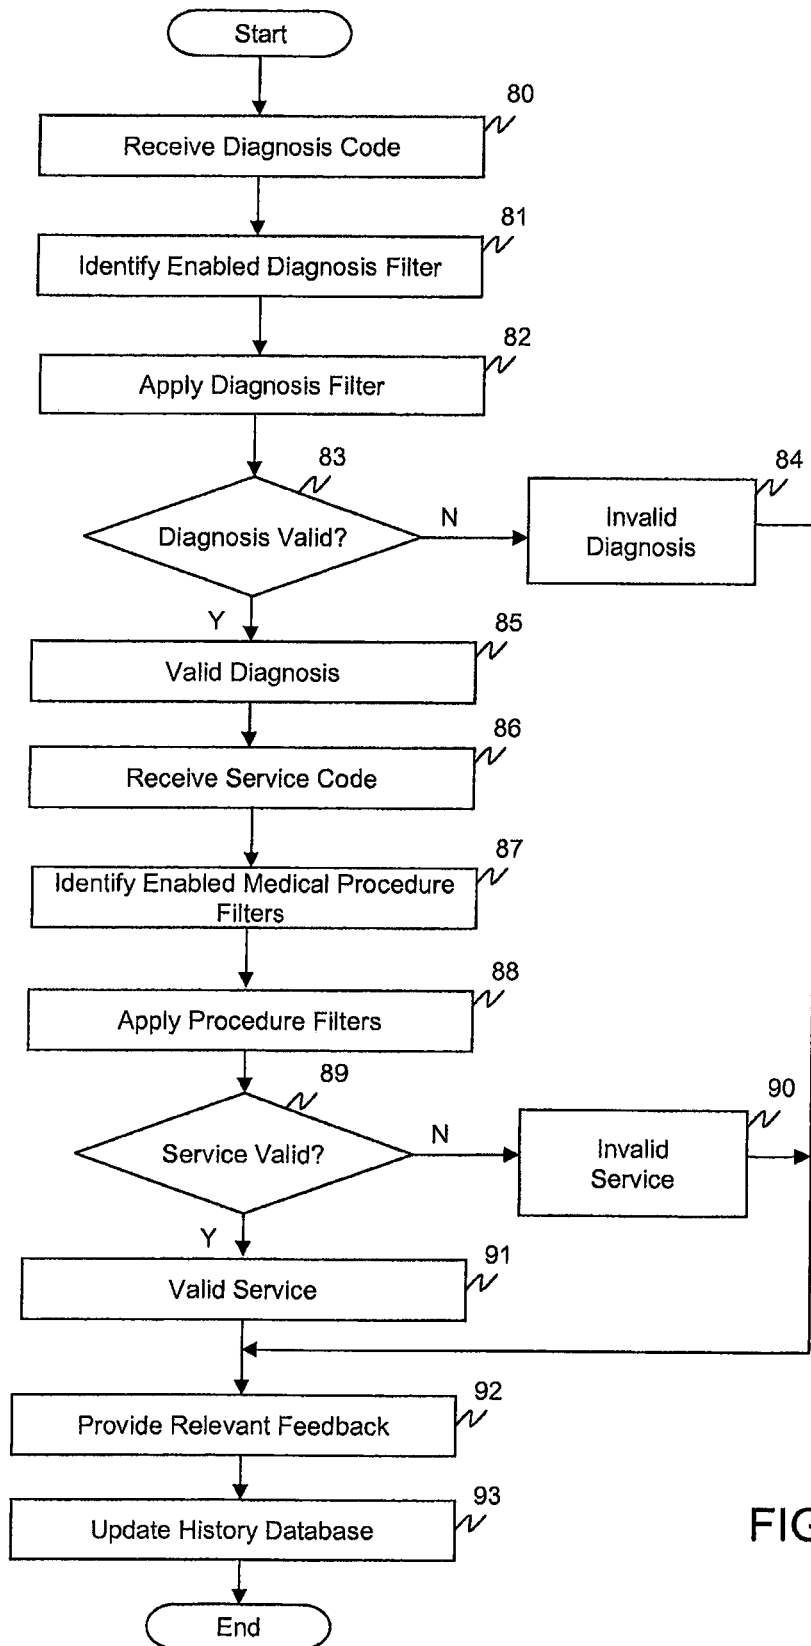 Start
80
Receive Diagnosis Code
81
Identify Enabled Diagnosis Filter
82
Apply Diagnosis Filter
83
Diagnosis Valid?
N
84
Invalid
Diagnosis
Y
85
Valid Diagnosis
86
Receive Service Code
87
Identify Enabled Medical Procedure
Filters
88
Apply Procedure Filters
89
Service Valid?
N
90
Invalid
Service
Y
91
Valid Service
92
Provide Relevant Feedback
93
Update History Database
FIG
End